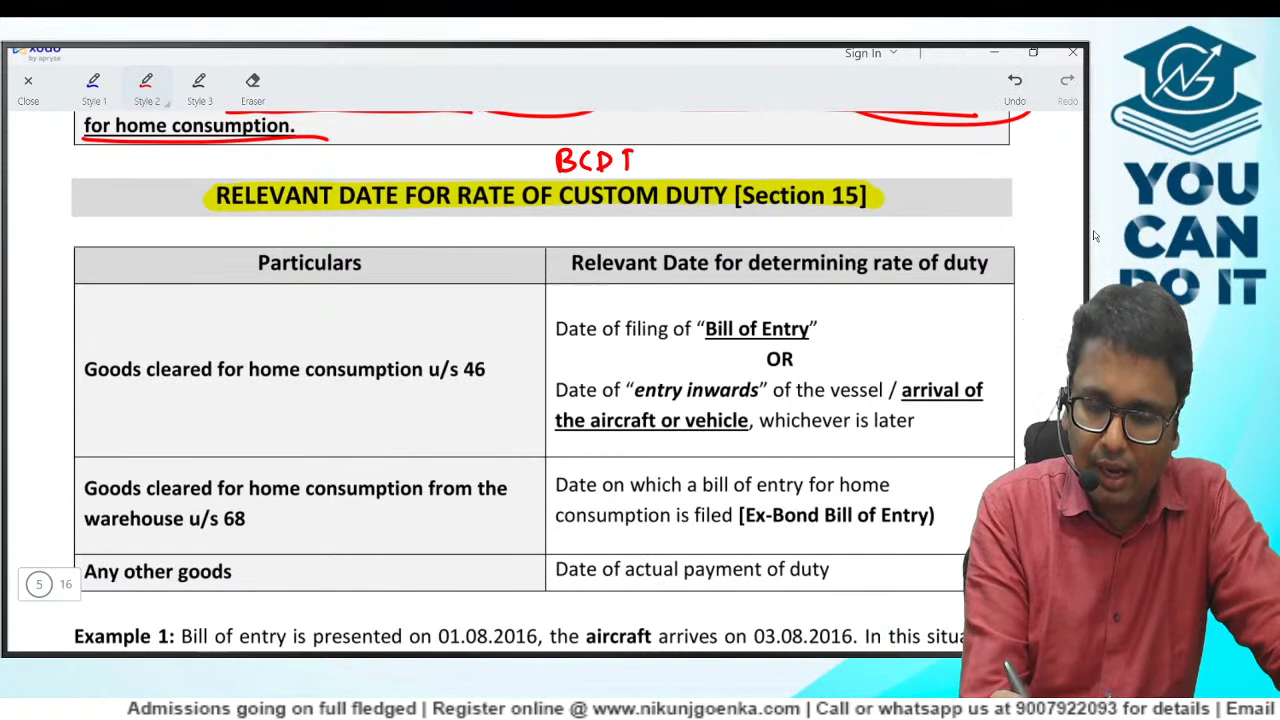 xodo
by apryse
Sign In
Close
Style 1
Style 2
Style 3
Eraser
Undo
Redo
for home consumption.
BCDT
RELEVANT DATE FOR RATE OF CUSTOM DUTY [Section 15]
Particulars
Relevant Date for determining rate of duty
Goods cleared for home consumption u/s 46
Date of filing of “Bill of Entry”
OR
Date of “entry inwards” of the vessel / arrival of
the aircraft or vehicle, whichever is later
Goods cleared for home consumption from the
warehouse u/s 68
Date on which a bill of entry for home
consumption is filed [Ex-Bond Bill of Entry)
Any other goods
Date of actual payment of duty
5 16
Example 1: Bill of entry is presented on 01.08.2016, the aircraft arrives on 03.08.2016. In this
YOU
CAN
DO IT
Admissions going on full fledged | Register online @ www.nikunjgoenka.com | Call or whatsapp us at 9007922093 for details | Email